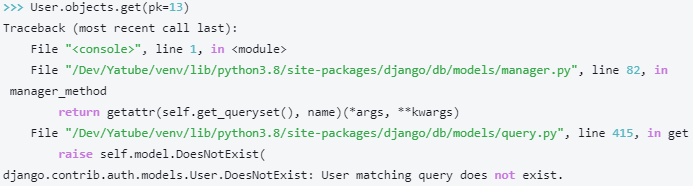 >>> User.objects.get(pk=13)
Traceback (most recent call last):
File "<console>", line 1, in <module>
File "/Dev/Yatube/venv/lib/python3.8/site-packages/django/db/models/manager.py", line 82, in
manager_method
return getattr(self.get_queryset(), name)(*args, **kwargs)
File "/Dev/Yatube/venv/lib/python3.8/site-packages/django/db/models/query.py", line 415, in get
raise self.model.DoesNotExist(
django.contrib.auth.models.User.DoesNotExist: User matching query does not exist.